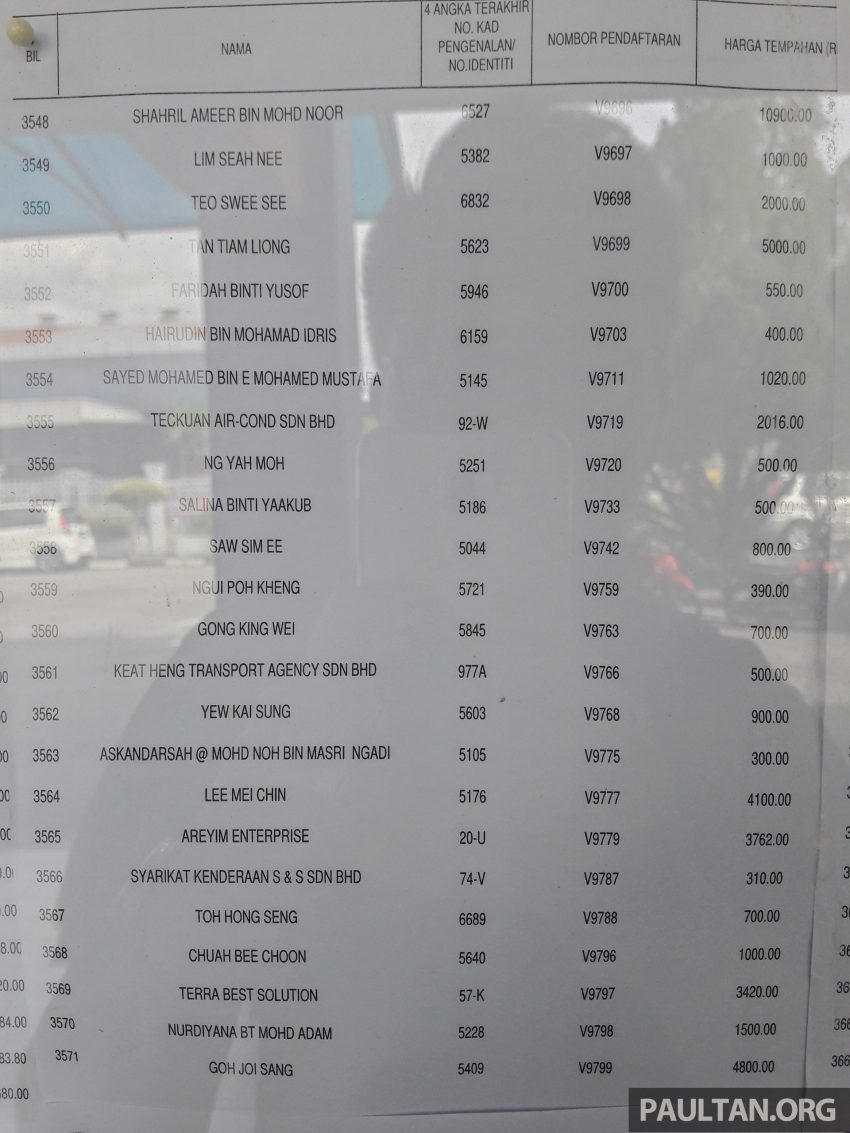 BIL NAMA 4 ANGKA TERAKHIR NO. KAD PENGENALAN/ NO.IDENTITI NOMBOR PENDAFTARAN HARGA TEMPAHAN (R
3548 SHAHRIL AMEER BIN MOHD NOOR 6527 V9696 10900.00
3549 LIM SEAH NEE 5382 V9697 1000.00
3550 TEO SWEE SEE 6832 V9698 2000.00
3551 TAN TIAM LIONG 5623 V9699 5000.00
3552 FARIDAH BINTI YUSOF 5946 V9700 550.00
3553 HAIRUDIN BIN MOHAMAD IDRIS 6159 V9703 400.00
3554 SAYED MOHAMED BIN E MOHAMED MUSTAFA 5145 V9711 1020.00
3555 TECKUAN AIR-COND SDN BHD 92-W V9719 2016.00
3556 NG YAH MOH 5251 V9720 500.00
3557 SALINA BINTI YAAKUB 5186 V9733 500.00
3558 SAW SIM EE 5044 V9742 800.00
3559 NGUI POH KHENG 5721 V9759 390.00
3560 GONG KING WEI 5845 V9763 700.00
3561 KEAT HENG TRANSPORT AGENCY SDN BHD 977A V9766 500.00
3562 YEW KAI SUNG 5603 V9768 900.00
3563 ASKANDARSAH @ MOHD NOH BIN MASRI NGADI 5105 V9775 300.00
3564 LEE MEI CHIN 5176 V9777 4100.00
3565 AREYIM ENTERPRISE 20-U V9779 3762.00
3566 SYARIKAT KENDERAAN S & S SDN BHD 74-V V9787 310.00
3567 TOH HONG SENG 6689 V9788 700.00
3568 CHUAH BEE CHOON 5640 V9796 1000.00
3569 TERRA BEST SOLUTION 57-K V9797 3420.00
3570 NURDIYANA BT MOHD ADAM 5228 V9798 1500.00
3571 GOH JOI SANG 5409 V9799 4800.00
PAULTAN.ORG